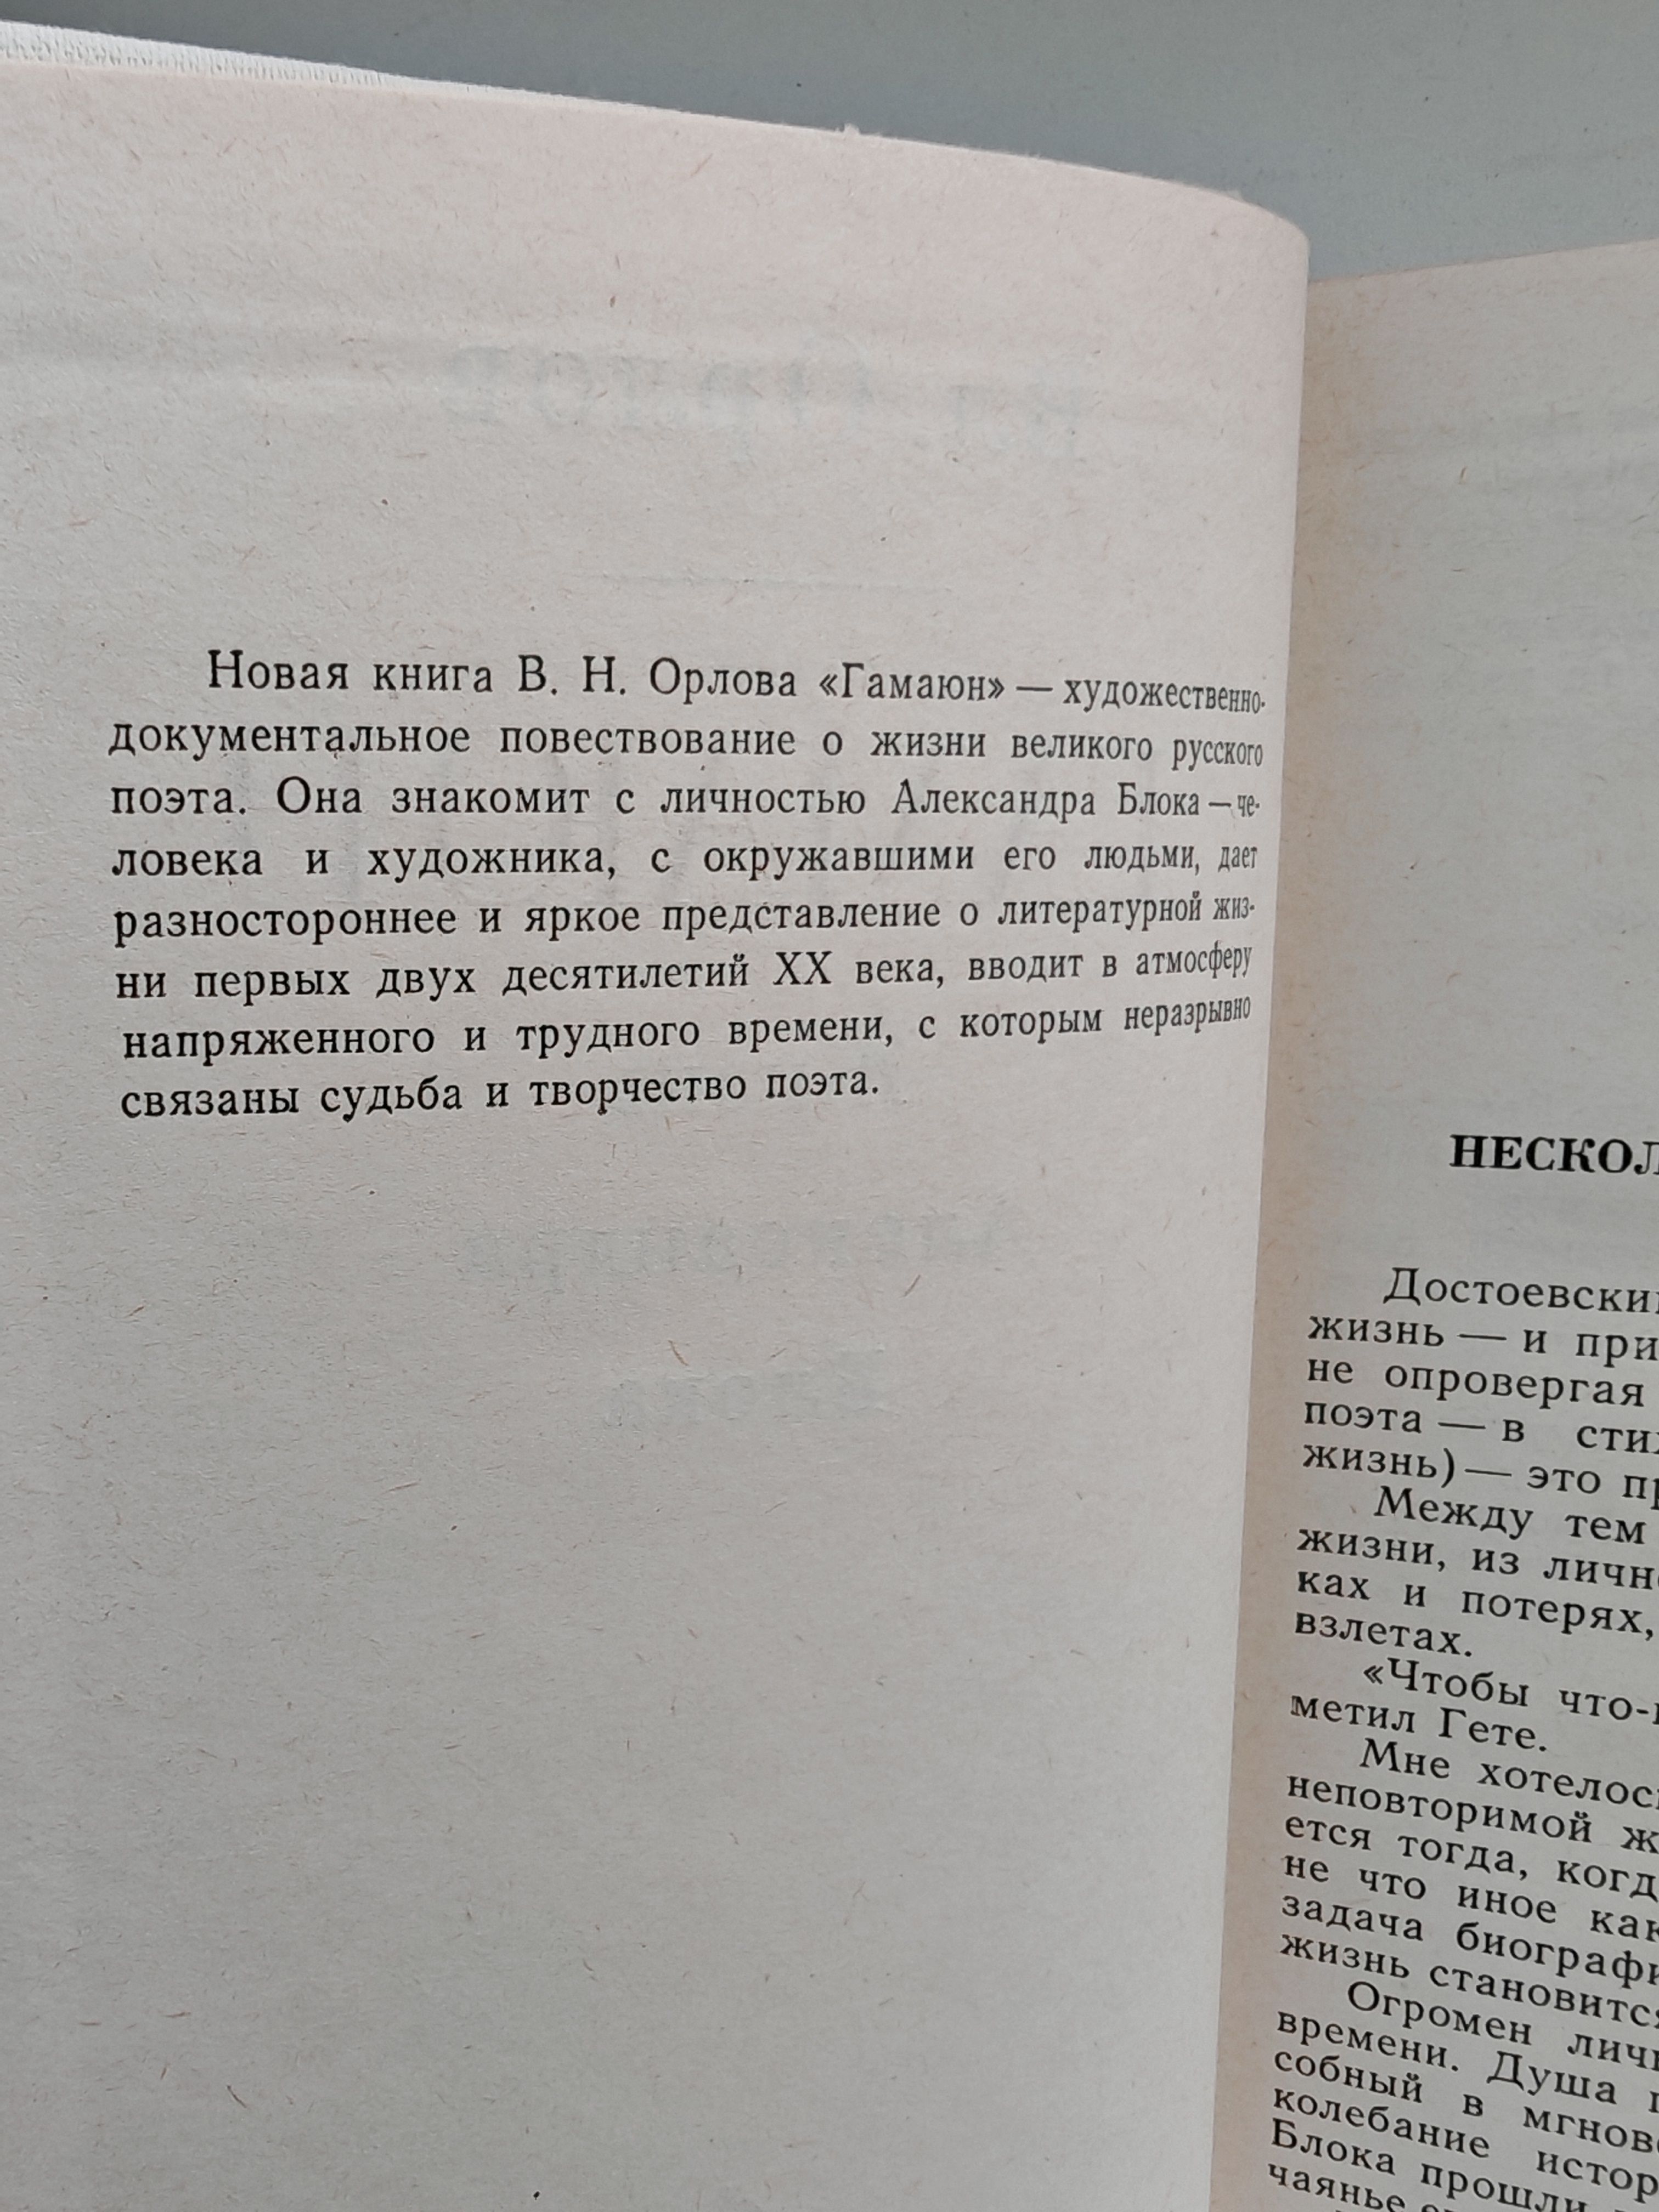 Новая книга В. Н. Орлова «Гамаюн» — художественно-
документальное повествование о жизни великого русского
поэта. Она знакомит с личностью Александра Блока — че-
ловека и художника, с окружавшими его людьми, дает
разностороннее и яркое представление о литературной жиз-
ни первых двух десятилетий XX века, вводит в атмосферу
напряженного и трудного времени, с которым неразрывно
связаны судьба и творчество поэта.
НЕСКОЛ
Достоевский
жизнь — и при
не опровергая
поэта — в
жизнь) — это
Между тем
жизни, из личн
ках и потерях,
взлетах.
«Чтобы что-
метил Гете.
Мне хотелос
неповторимой ж
ется тогда, когд
не что иное как
задача биографи
жизнь становитс
Огромен личн
времени. Душа
собный в мгнов
колебание истор
Блока прошли
чаянье